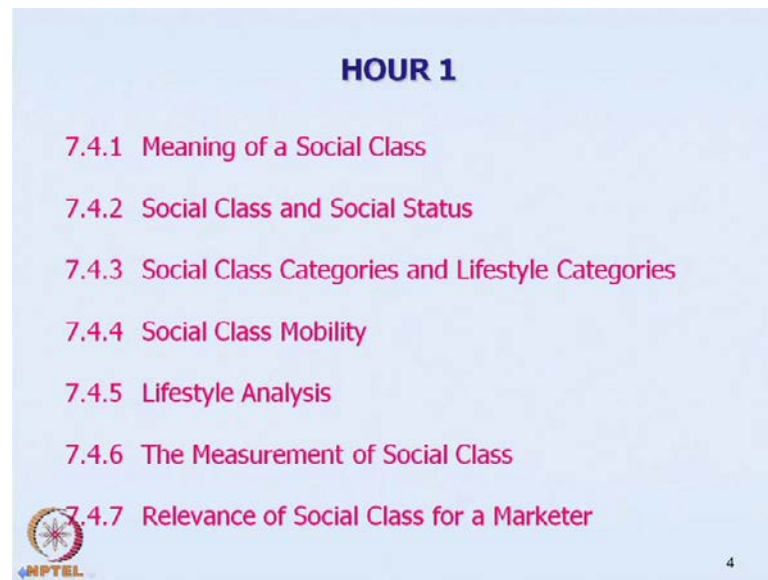 HOUR 1
7.4.1 Meaning of a Social Class
7.4.2 Social Class and Social Status
7.4.3 Social Class Categories and Lifestyle Categories
7.4.4 Social Class Mobility
7.4.5 Lifestyle Analysis
7.4.6 The Measurement of Social Class
7.4.7 Relevance of Social Class for a Marketer
NPTEL
4